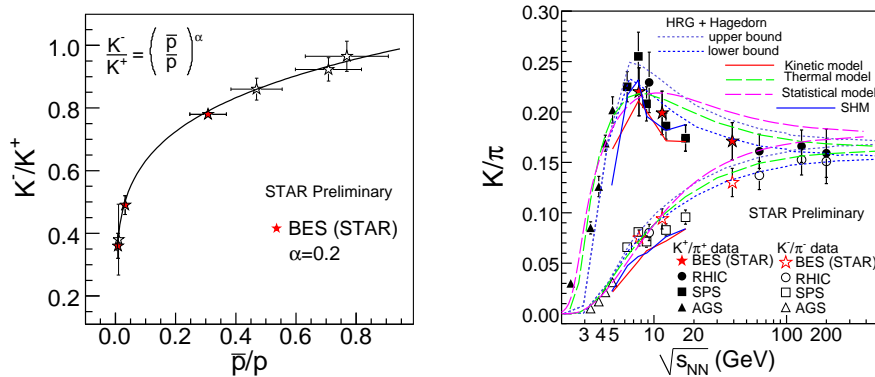 K⁻/K⁺ = ( p̄/p )^α
1.0
0.8
0.6
0.4
0.2
K⁻/K⁺
STAR Preliminary
BES (STAR)
α=0.2
0.0 0.2 0.4 0.6 0.8
p̄/p
HRG + Hagedorn
upper bound
lower bound
Kinetic model
Thermal model
Statistical model
SHM
0.30
0.25
0.20
0.15
0.10
0.05
0.00
K/π
STAR Preliminary
K⁺/π⁺ data K⁻/π⁻ data
BES (STAR) BES (STAR)
RHIC RHIC
SPS SPS
AGS AGS
3 4 5 10 20 100 200
√s_NN (GeV)